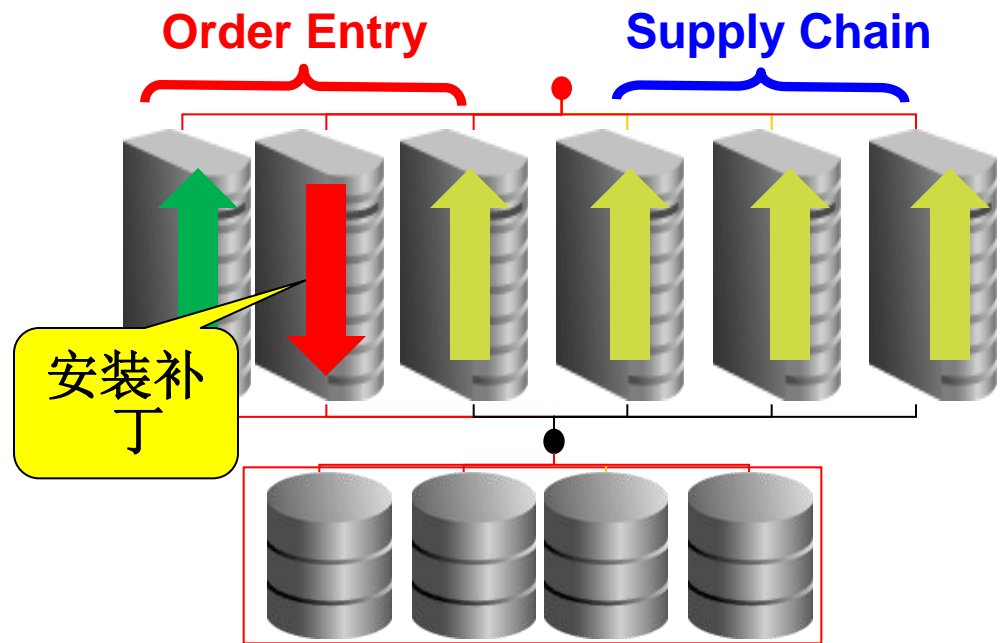 Order Entry
Supply Chain
安装补
丁